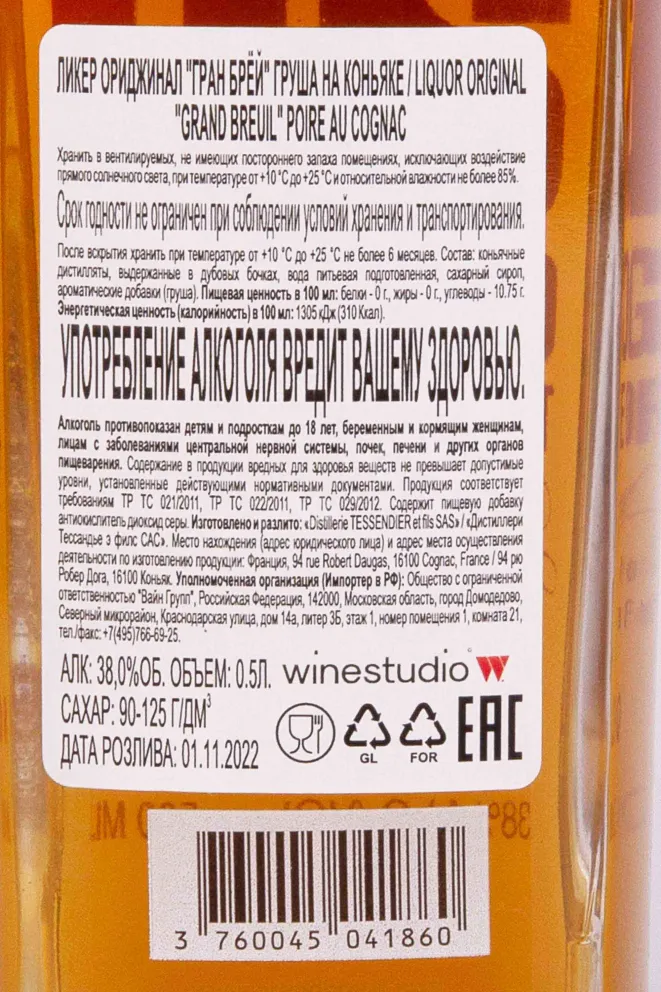 ЛИКЕР ОРИДЖИНАЛ "ГРАН БРЁЙ" ГРУША НА КОНЬЯКЕ / LIQUOR ORIGINAL
"GRAND BREUIL" POIRE AU COGNAC
Хранить в вентилируемых, не имеющих постороннего запаха помещениях, исключающих воздействие
прямого солнечного света, при температуре от +10 °С до +25 °С и относительной влажности не более 85%.
Срок годности не ограничен при соблюдении условий хранения и транспортирования.
После вскрытия хранить при температуре от +10 °С до +25 °С не более 6 месяцев. Состав: коньячные
дистилляты, выдержанные в дубовых бочках, вода питьевая подготовленная, сахарный сироп,
ароматические добавки (груша). Пищевая ценность в 100 мл: белки - 0 г., жиры - 0 г., углеводы - 10.75 г.
Энергетическая ценность (калорийность) в 100 мл: 1305 кДж (310 Ккал).
УПОТРЕБЛЕНИЕ АЛКОГОЛЯ ВРЕДИТ ВАШЕМУ ЗДОРОВЬЮ.
Алкоголь противопоказан детям и подросткам до 18 лет, беременным и кормящим женщинам,
лицам с заболеваниями центральной нервной системы, почек, печени и других органов
пищеварения. Содержание в продукции вредных для здоровья веществ не превышает допустимые
уровни, установленные действующими нормативными документами. Продукция соответствует
требованиям ТР ТС 021/2011, ТР ТС 022/2011, ТР ТС 029/2012. Содержит пищевую добавку
антиокислитель диоксид серы. Изготовлено и разлито: «Distillerie TESSENDIER et fils SAS» / «Дистиллери
Тессандье э филс САС». Место нахождения (адрес юридического лица) и адрес места осуществления
деятельности по изготовлению продукции: Франция, 94 rue Robert Daugas, 16100 Cognac, France / 94 рю
Робер Дога, 16100 Коньяк. Уполномоченная организация (Импортер в РФ): Общество с ограниченной
ответственностью "Вайн Групп", Российская Федерация, 142000, Московская область, город Домодедово,
Северный микрорайон, Краснодарская улица, дом 14а, литер 3Б, этаж 1, номер помещения 1, комната 21,
тел./факс: +7(495)766-69-25.
АЛК: 38,0%ОБ. ОБЪЕМ: 0.5Л.
winestudio
САХАР: 90-125 Г/ДМ³
ДАТА РОЗЛИВА: 01.11.2022
GL
FOR
EAC
3 760045 041860